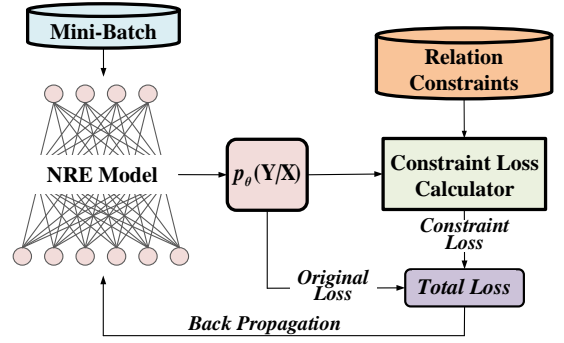 Mini-Batch
Relation
Constraints
NRE Model
pθ(Y/X)
Constraint Loss
Calculator
Constraint
Loss
Original
Loss
Total Loss
Back Propagation